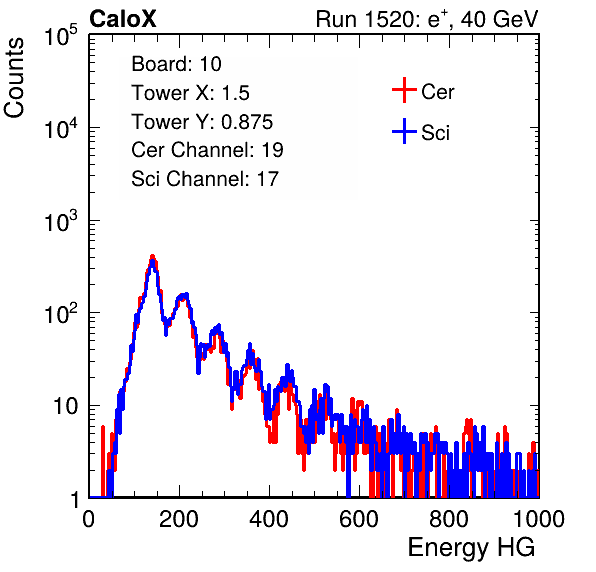 CaloX Run 1520: e⁺, 40 GeV
Board: 10
Tower X: 1.5
Tower Y: 0.875
Cer Channel: 19
Sci Channel: 17
Cer
Sci
Counts
10⁵
10⁴
10³
10²
10
1
0 200 400 600 800 1000
Energy HG